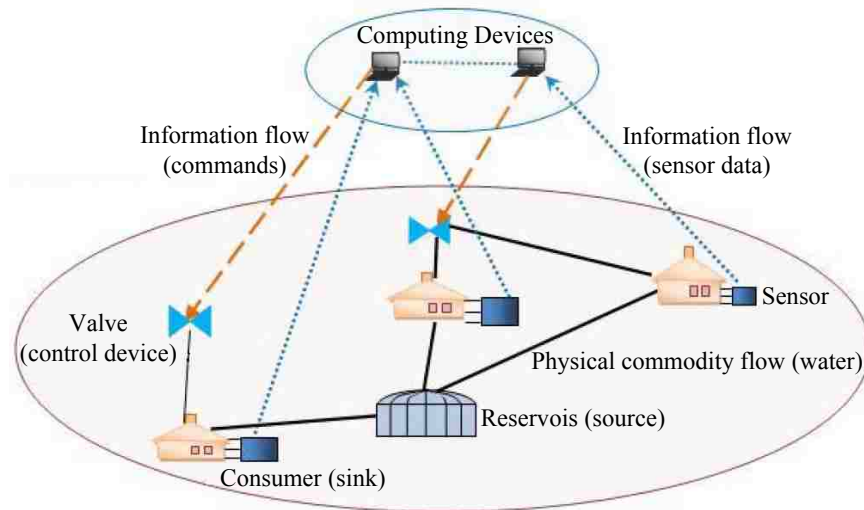 Computing Devices
Information flow
(commands)
Information flow
(sensor data)
Sensor
Valve
(control device)
Physical commodity flow (water)
Reservois (source)
Consumer (sink)